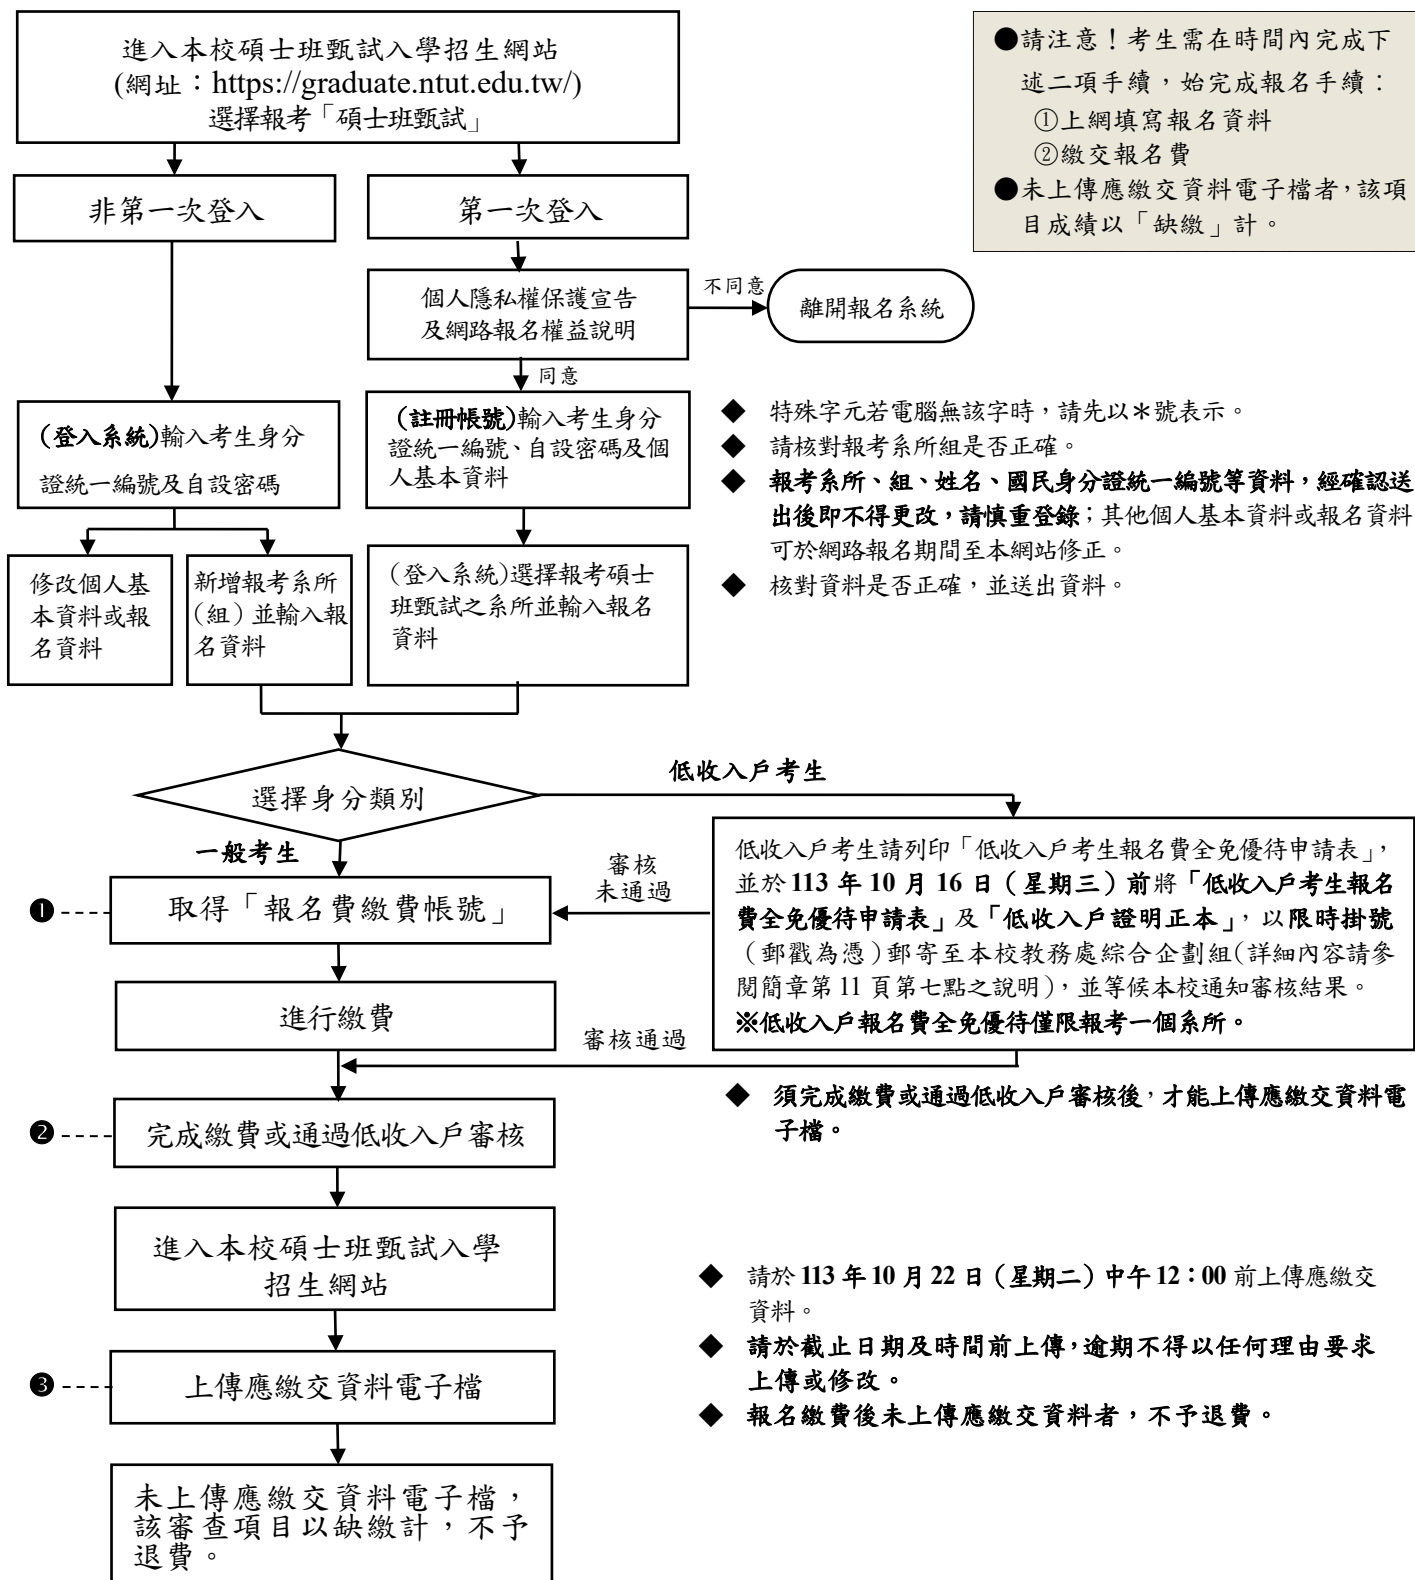 進入本校碩士班甄試入學招生網站
(網址：https://graduate.ntut.edu.tw/)
選擇報考「碩士班甄試」
●請注意！考生需在時間內完成下
述二項手續，始完成報名手續：
①上網填寫報名資料
②繳交報名費
●未上傳應繳交資料電子檔者，該項
目成績以「缺繳」計。
非第一次登入
第一次登入
個人隱私權保護宣告
及網路報名權益說明
不同意
離開報名系統
同意
(登入系統)輸入考生身分
證統一編號及自設密碼
(註冊帳號)輸入考生身分
證統一編號、自設密碼及個
人基本資料
◆ 特殊字元若電腦無該字時，請先以＊號表示。
◆ 請核對報考系所組是否正確。
◆ 報考系所、組、姓名、國民身分證統一編號等資料，經確認送
出後即不得更改，請慎重登錄；其他個人基本資料或報名資料
可於網路報名期間至本網站修正。
◆ 核對資料是否正確，並送出資料。
修改個人基
本資料或報
名資料
新增報考系所
（組）並輸入報
名資料
(登入系統)選擇報考碩士
班甄試之系所並輸入報名
資料
選擇身分類別
低收入戶考生
一般考生
低收入戶考生請列印「低收入戶考生報名費全免優待申請表」，
並於 113 年 10 月 16 日（星期三）前將「低收入戶考生報名
費全免優待申請表」及「低收入戶證明正本」，以限時掛號
（郵戳為憑）郵寄至本校教務處綜合企劃組(詳細內容請參
閱簡章第 11 頁第七點之說明)，並等候本校通知審核結果。
※低收入戶報名費全免優待僅限報考一個系所。
審核
未通過
❶
取得「報名費繳費帳號」
進行繳費
審核通過
◆ 須完成繳費或通過低收入戶審核後，才能上傳應繳交資料電
子檔。
❷
完成繳費或通過低收入戶審核
進入本校碩士班甄試入學
招生網站
◆ 請於 113 年 10 月 22 日（星期二）中午 12：00 前上傳應繳交
資料。
◆ 請於截止日期及時間前上傳，逾期不得以任何理由要求
上傳或修改。
◆ 報名繳費後未上傳應繳交資料者，不予退費。
❸
上傳應繳交資料電子檔
未上傳應繳交資料電子檔，
該審查項目以缺繳計，不予
退費。